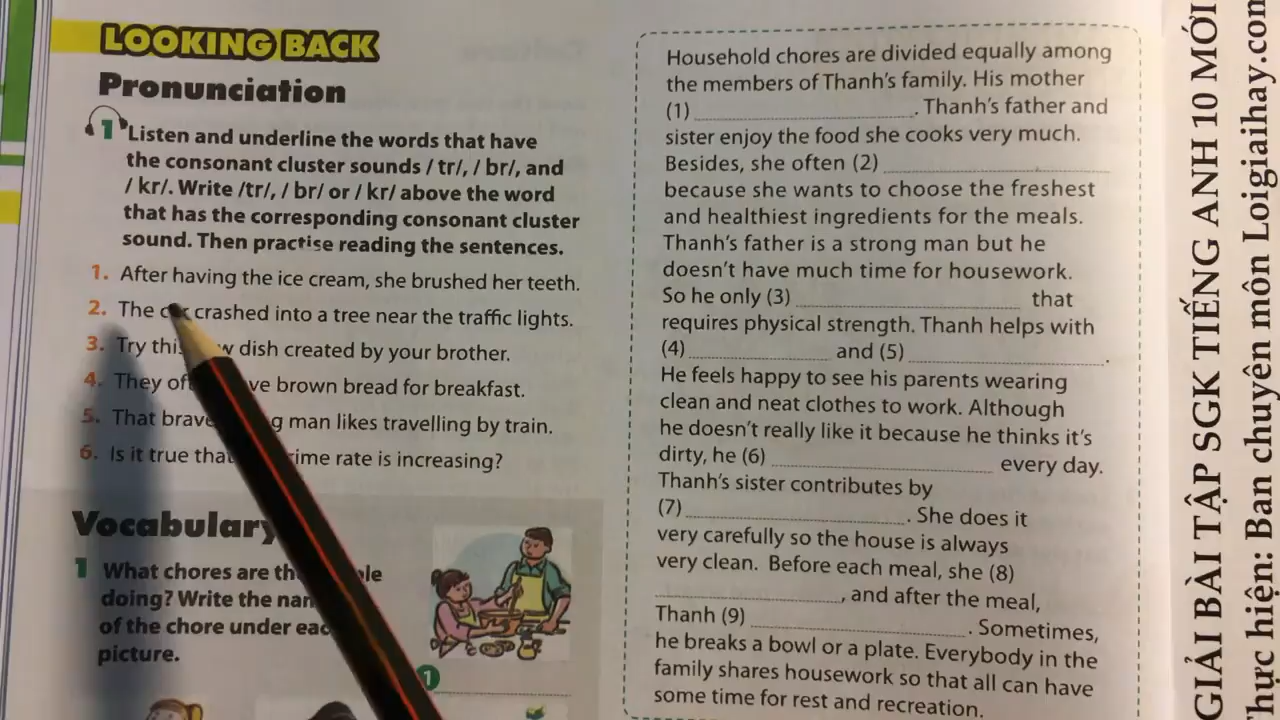 LOOKING BACK
Pronunciation
1 Listen and underline the words that have
the consonant cluster sounds / tr/, / br/, and
/ kr/. Write /tr/, / br/ or / kr/ above the word
that has the corresponding consonant cluster
sound. Then practise reading the sentences.
1. After having the ice cream, she brushed her teeth.
2. The crashed into a tree near the traffic lights.
3. Try dish created by your brother.
4. They brown bread for breakfast.
5. That man likes travelling by train.
6. Is it true rate is increasing?
Vocabulary
1 What chores are
doing? Write the
of the chore under
picture.
1
Household chores are divided equally among
the members of Thanh's family. His mother
(1) . Thanh's father and
sister enjoy the food she cooks very much.
Besides, she often (2)
because she wants to choose the freshest
and healthiest ingredients for the meals.
Thanh's father is a strong man but he
doesn't have much time for housework.
So he only (3) that
requires physical strength. Thanh helps with
(4) and (5) .
He feels happy to see his parents wearing
clean and neat clothes to work. Although
he doesn't really like it because he thinks it's
dirty, he (6) every day.
Thanh's sister contributes by
(7) . She does it
very carefully so the house is always
very clean. Before each meal, she (8)
, and after the meal,
Thanh (9) . Sometimes,
he breaks a bowl or a plate. Everybody in the
family shares housework so that all can have
some time for rest and recreation.
GIẢI BÀI TẬP SGK TIẾNG ANH 10 MỚI
Thực hiện: Ban chuyên môn Loigiaihay.com